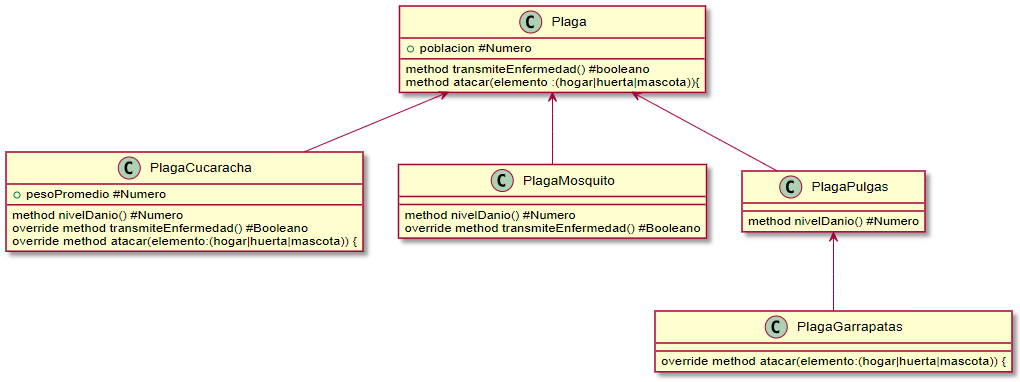 C Plaga
poblacion #Numero
method transmiteEnfermedad() #booleano
method atacar(elemento :(hogar|huerta|mascota)){
C PlagaCucaracha
pesoPromedio #Numero
method nivelDanio() #Numero
override method transmiteEnfermedad() #Booleano
override method atacar(elemento:(hogar|huerta|mascota)) {
C PlagaMosquito
method nivelDanio() #Numero
override method transmiteEnfermedad() #Booleano
C PlagaPulgas
method nivelDanio() #Numero
C PlagaGarrapatas
override method atacar(elemento:(hogar|huerta|mascota)) {